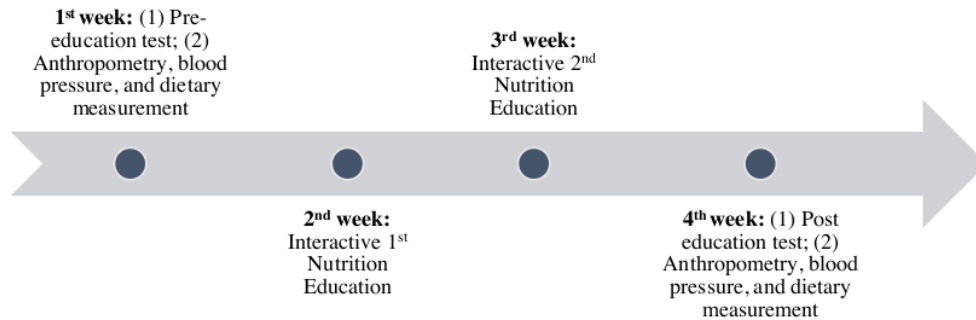 1st week: (1) Pre-
education test; (2)
Anthropometry, blood
pressure, and dietary
measurement
2nd week:
Interactive 1st
Nutrition
Education
3rd week:
Interactive 2nd
Nutrition
Education
4th week: (1) Post
education test; (2)
Anthropometry, blood
pressure, and dietary
measurement